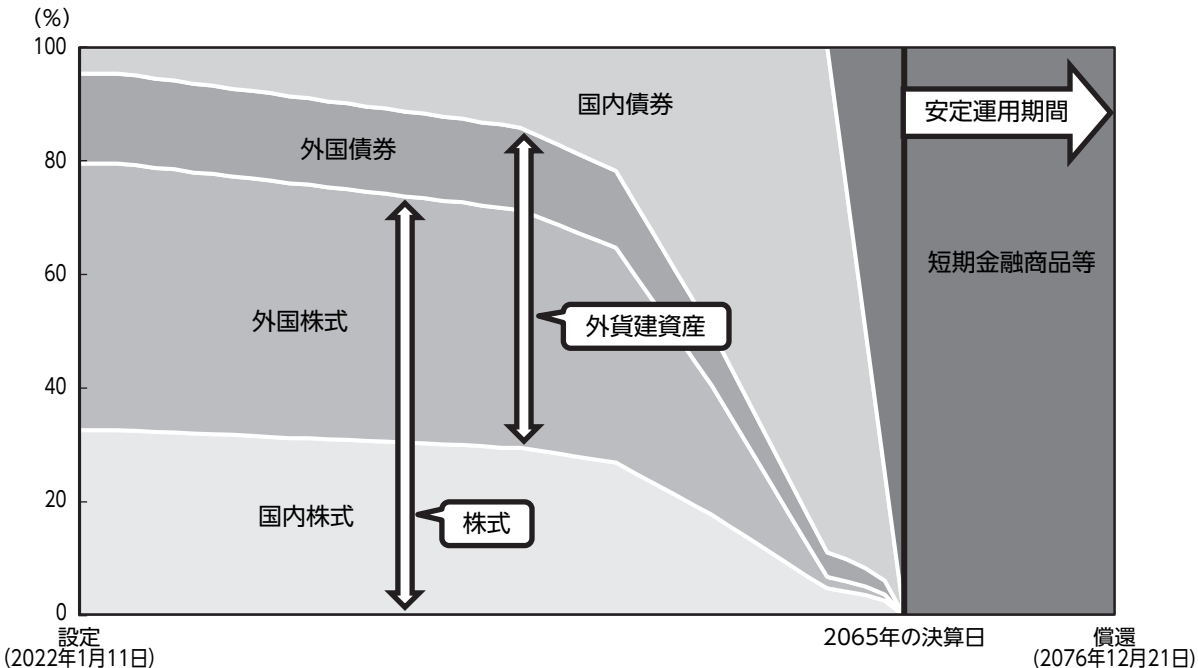 (%)
100
80
60
40
20
0
国内債券
外国債券
外国株式
国内株式
外貨建資産
株式
安定運用期間
短期金融商品等
設定
(2022年1月11日)
2065年の決算日
償還
(2076年12月21日)